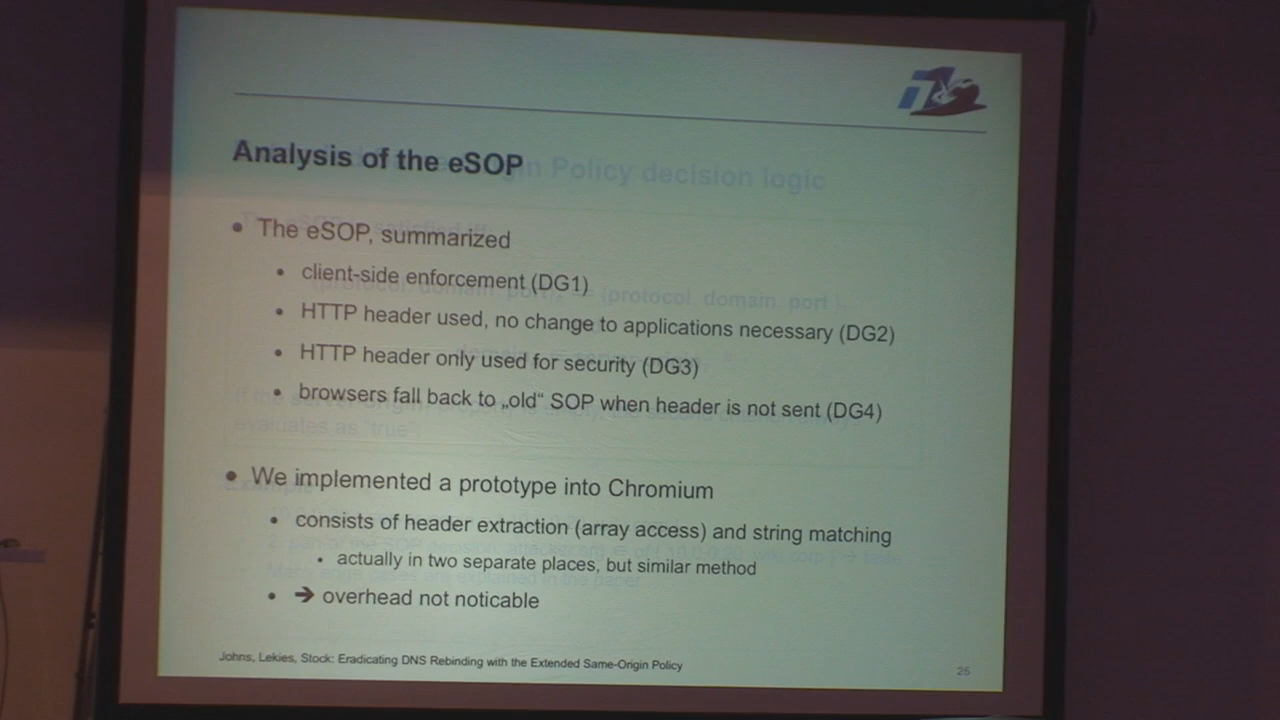 Analysis of the eSOP
• The eSOP, summarized
• client-side enforcement (DG1)
• HTTP header used, no change to applications necessary (DG2)
• HTTP header only used for security (DG3)
• browsers fall back to „old“ SOP when header is not sent (DG4)
• We implemented a prototype into Chromium
• consists of header extraction (array access) and string matching
• actually in two separate places, but similar method
• ➔ overhead not noticable
Johns, Lekies, Stock: Eradicating DNS Rebinding with the Extended Same-Origin Policy
25